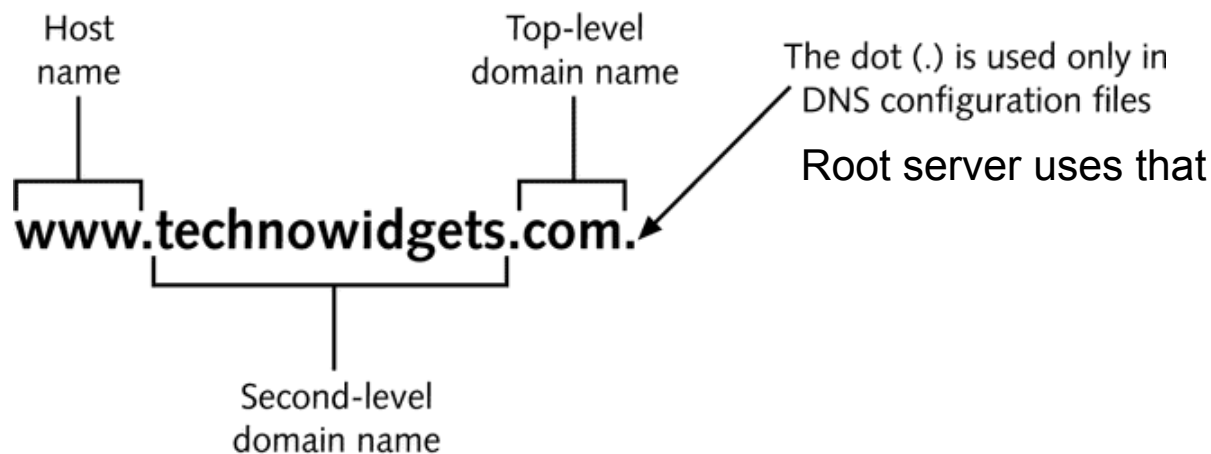 Host
name
Top-level
domain name
The dot (.) is used only in
DNS configuration files
Root server uses that
www.technowidgets.com.
Second-level
domain name